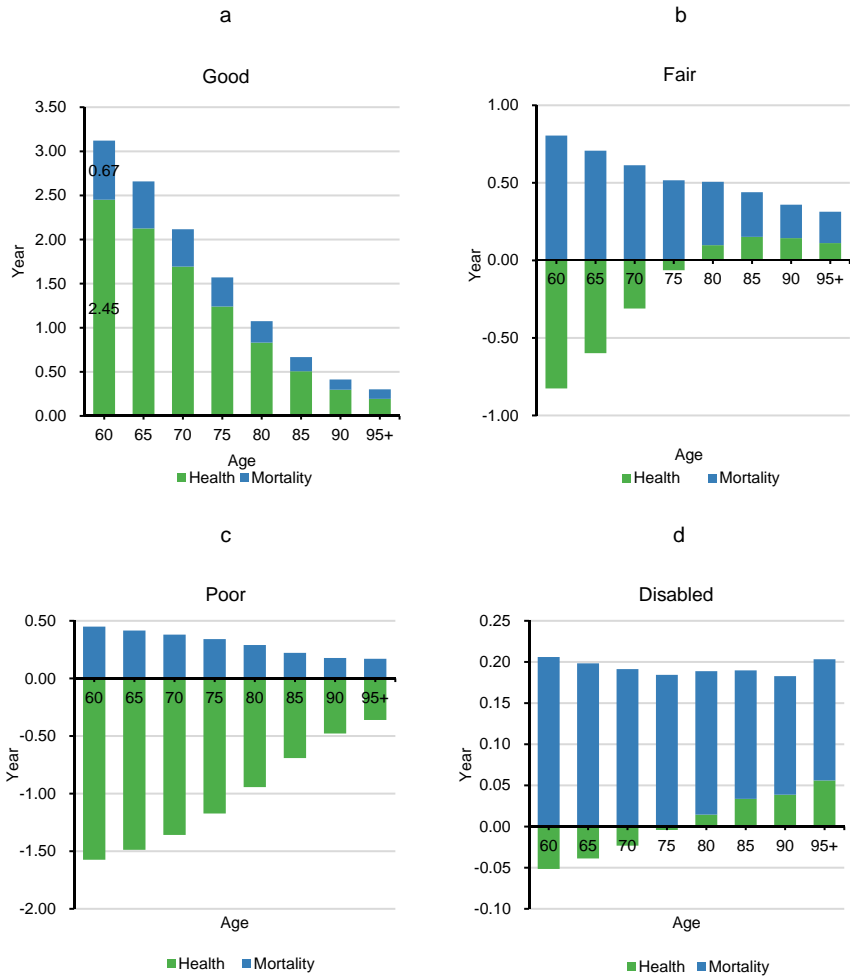 a
Good
3.50
3.00
2.50
2.00
1.50
1.00
0.50
0.00
Year
0.67
2.45
60 65 70 75 80 85 90 95+
Age
Health Mortality
b
Fair
1.00
0.50
0.00
-0.50
-1.00
Year
60 65 70 75 80 85 90 95+
Age
Health Mortality
c
Poor
0.50
0.00
-0.50
-1.00
-1.50
-2.00
Year
60 65 70 75 80 85 90 95+
Age
Health Mortality
d
Disabled
0.25
0.20
0.15
0.10
0.05
0.00
-0.05
-0.10
Year
60 65 70 75 80 85 90 95+
Age
Health Mortality